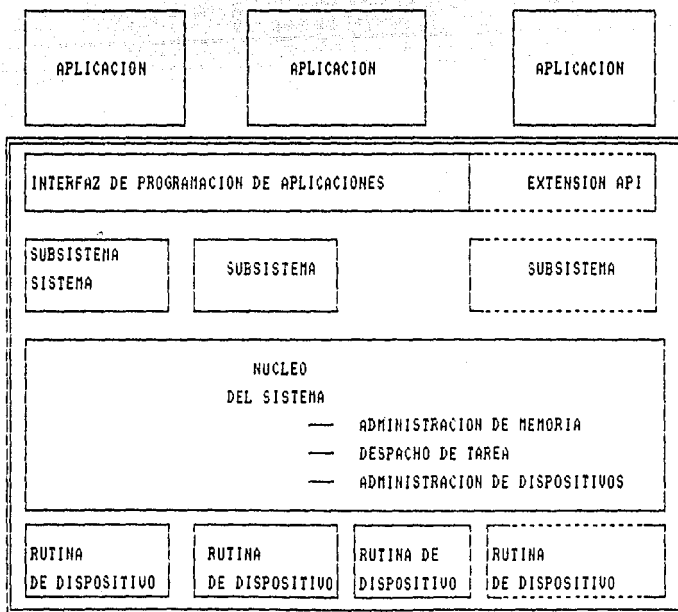 APLICACION APLICACION APLICACION
INTERFAZ DE PROGRAMACION DE APLICACIONES EXTENSION API
SUBSISTEMA
SISTEMA
SUBSISTEMA
SUBSISTEMA
NUCLEO
DEL SISTEMA
— ADMINISTRACION DE MEMORIA
— DESPACHO DE TAREA
— ADMINISTRACION DE DISPOSITIVOS
RUTINA
DE DISPOSITIVO
RUTINA
DE DISPOSITIVO
RUTINA DE
DISPOSITIVO
RUTINA
DE DISPOSITIVO